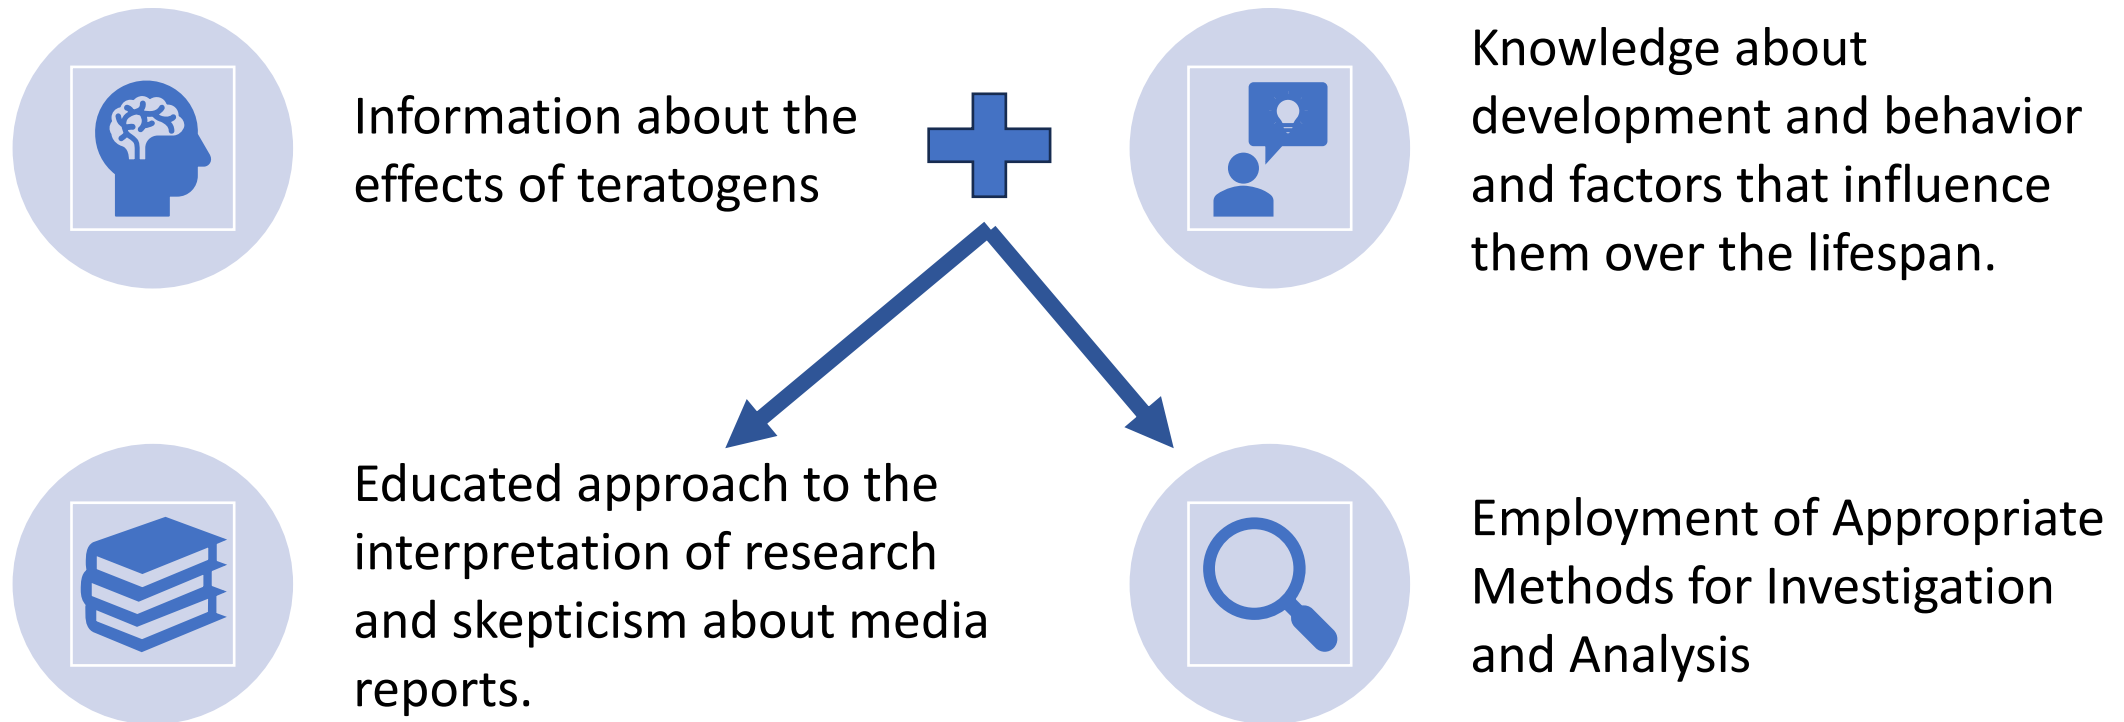 Information about the
effects of teratogens
Knowledge about
development and behavior
and factors that influence
them over the lifespan.
Educated approach to the
interpretation of research
and skepticism about media
reports.
Employment of Appropriate
Methods for Investigation
and Analysis